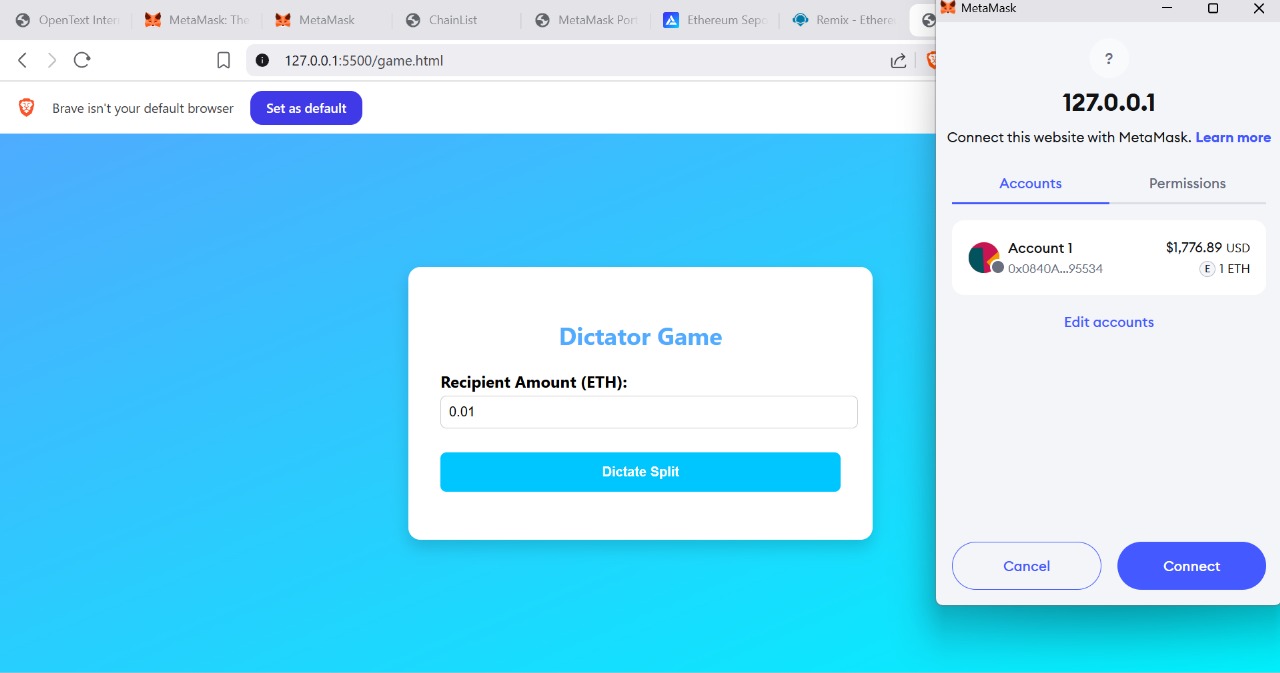 OpenText Inter
MetaMask: The
MetaMask
ChainList
MetaMask Port
Ethereum Sepo
Remix - Ethere
127.0.0.1:5500/game.html
Brave isn't your default browser
Set as default
Dictator Game
Recipient Amount (ETH):
0.01
Dictate Split
MetaMask
?
127.0.0.1
Connect this website with MetaMask. Learn more
Accounts Permissions
Account 1 $1,776.89 USD
0x0840A...95534 E 1 ETH
Edit accounts
Cancel Connect